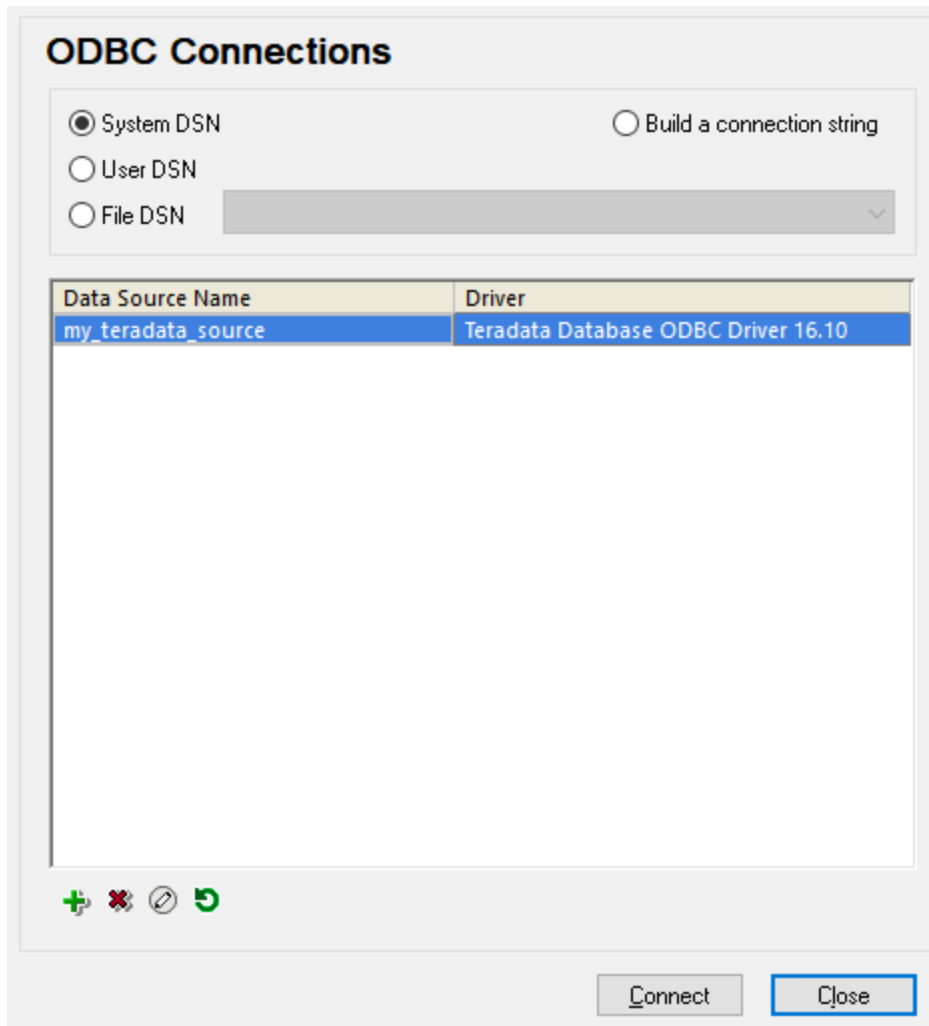 ODBC Connections
System DSN
Build a connection string
User DSN
File DSN
Data Source Name Driver
my_teradata_source Teradata Database ODBC Driver 16.10
Connect Close